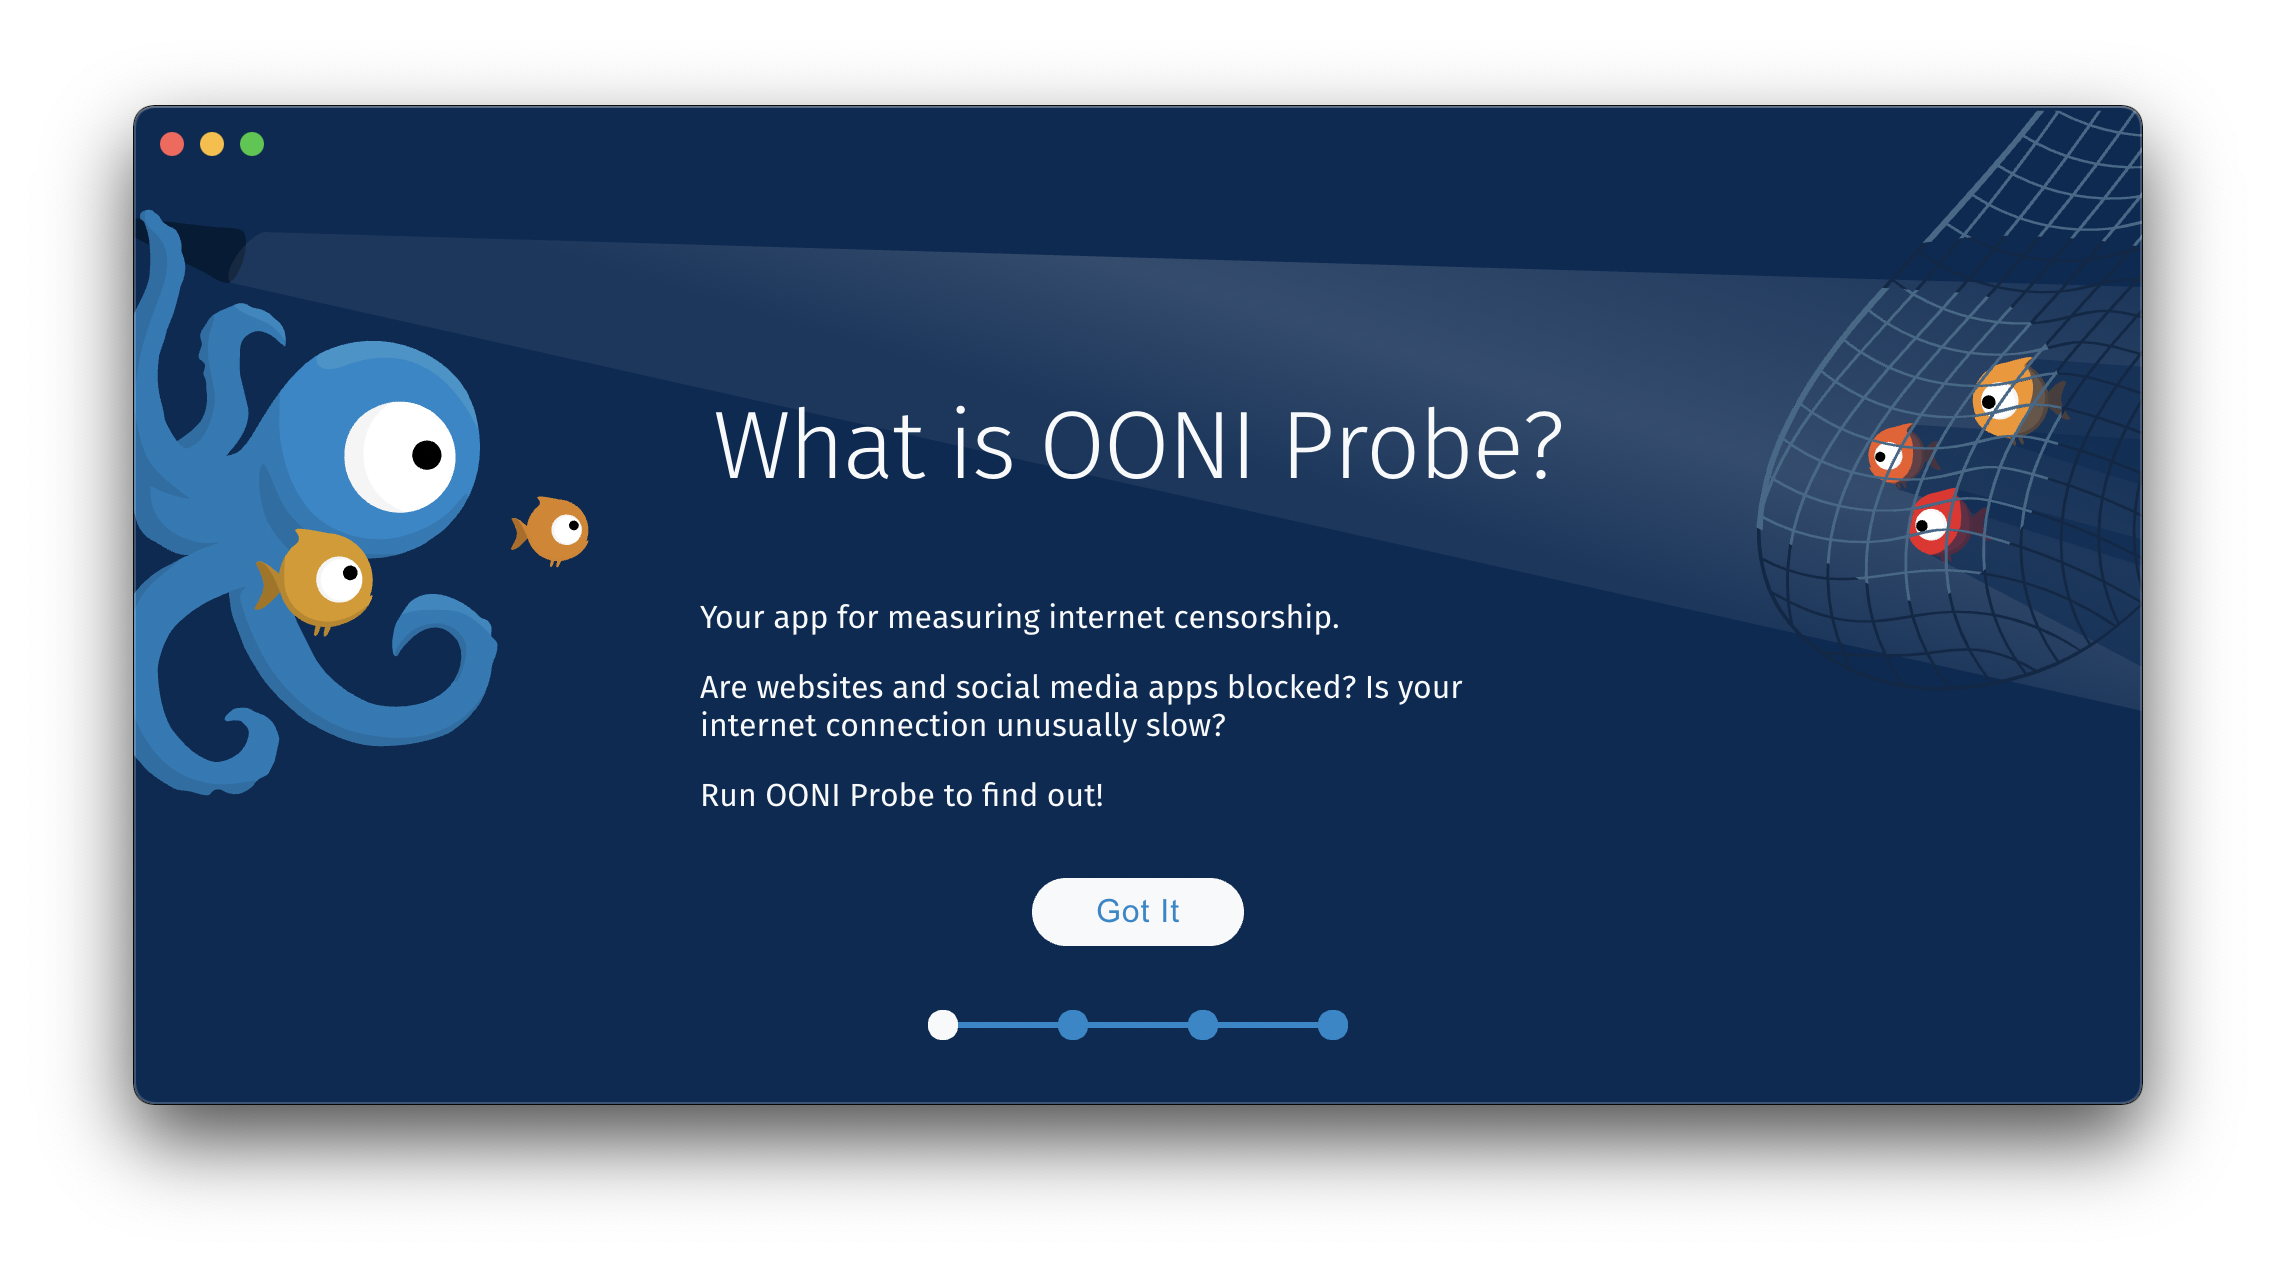 What is OONI Probe?
Your app for measuring internet censorship.
Are websites and social media apps blocked? Is your
internet connection unusually slow?
Run OONI Probe to find out!
Got It